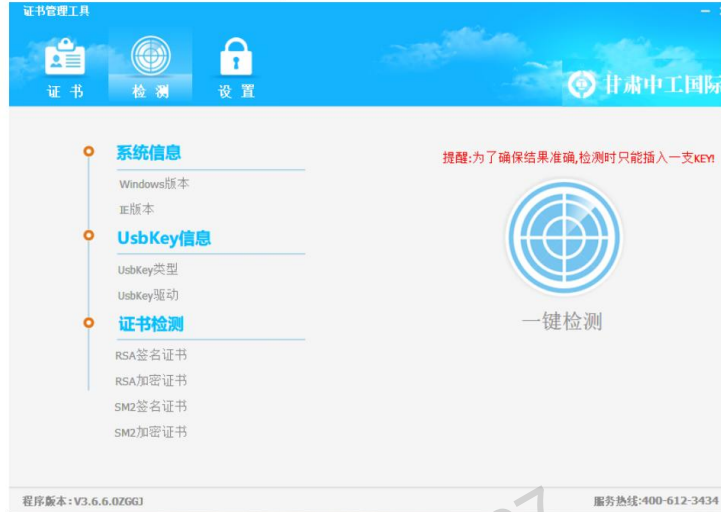 证书管理工具
证书
检测
设置
甘肃中工国际
系统信息
Windows版本
IE版本
UsbKey信息
UsbKey类型
UsbKey驱动
证书检测
RSA签名证书
RSA加密证书
SM2签名证书
SM2加密证书
提醒:为了确保结果准确,检测时只能插入一支KEY!
一键检测
程序版本:V3.6.6.0ZGGJ
服务热线:400-612-3434